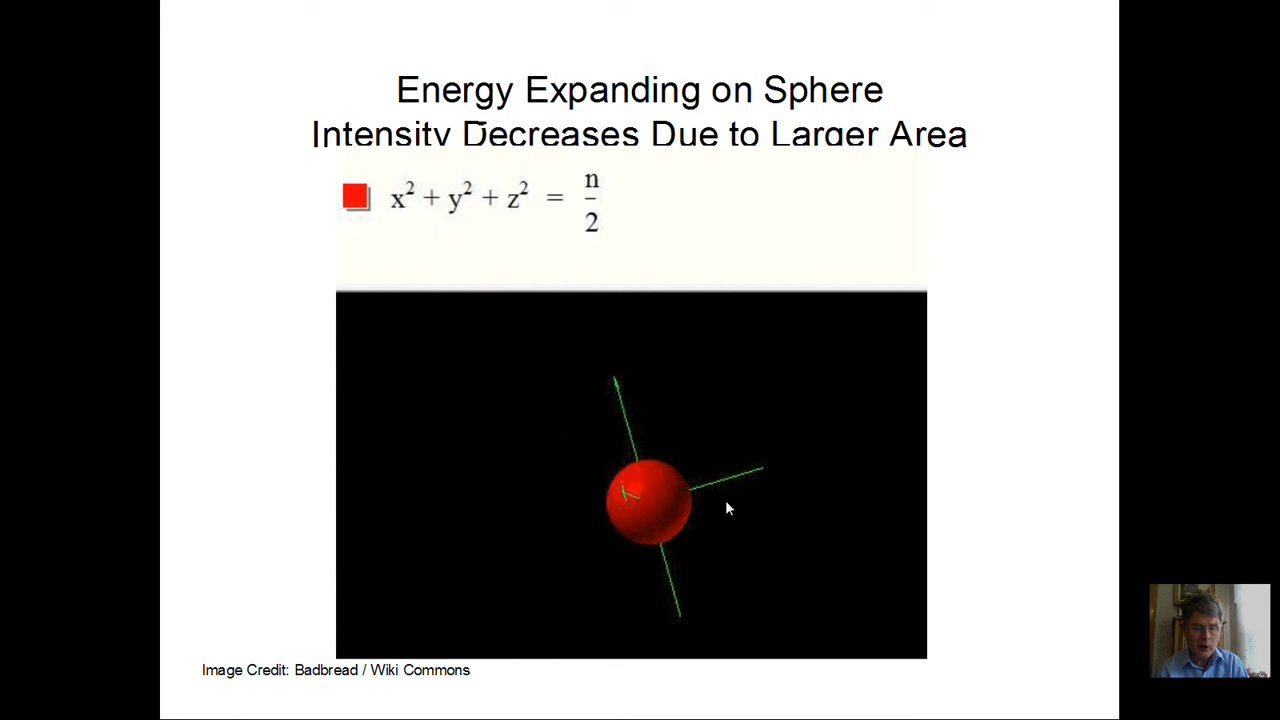 Energy Expanding on Sphere
Intensity Decreases Due to Larger Area
x² + y² + z² = n/2
Image Credit: Badbread / Wiki Commons